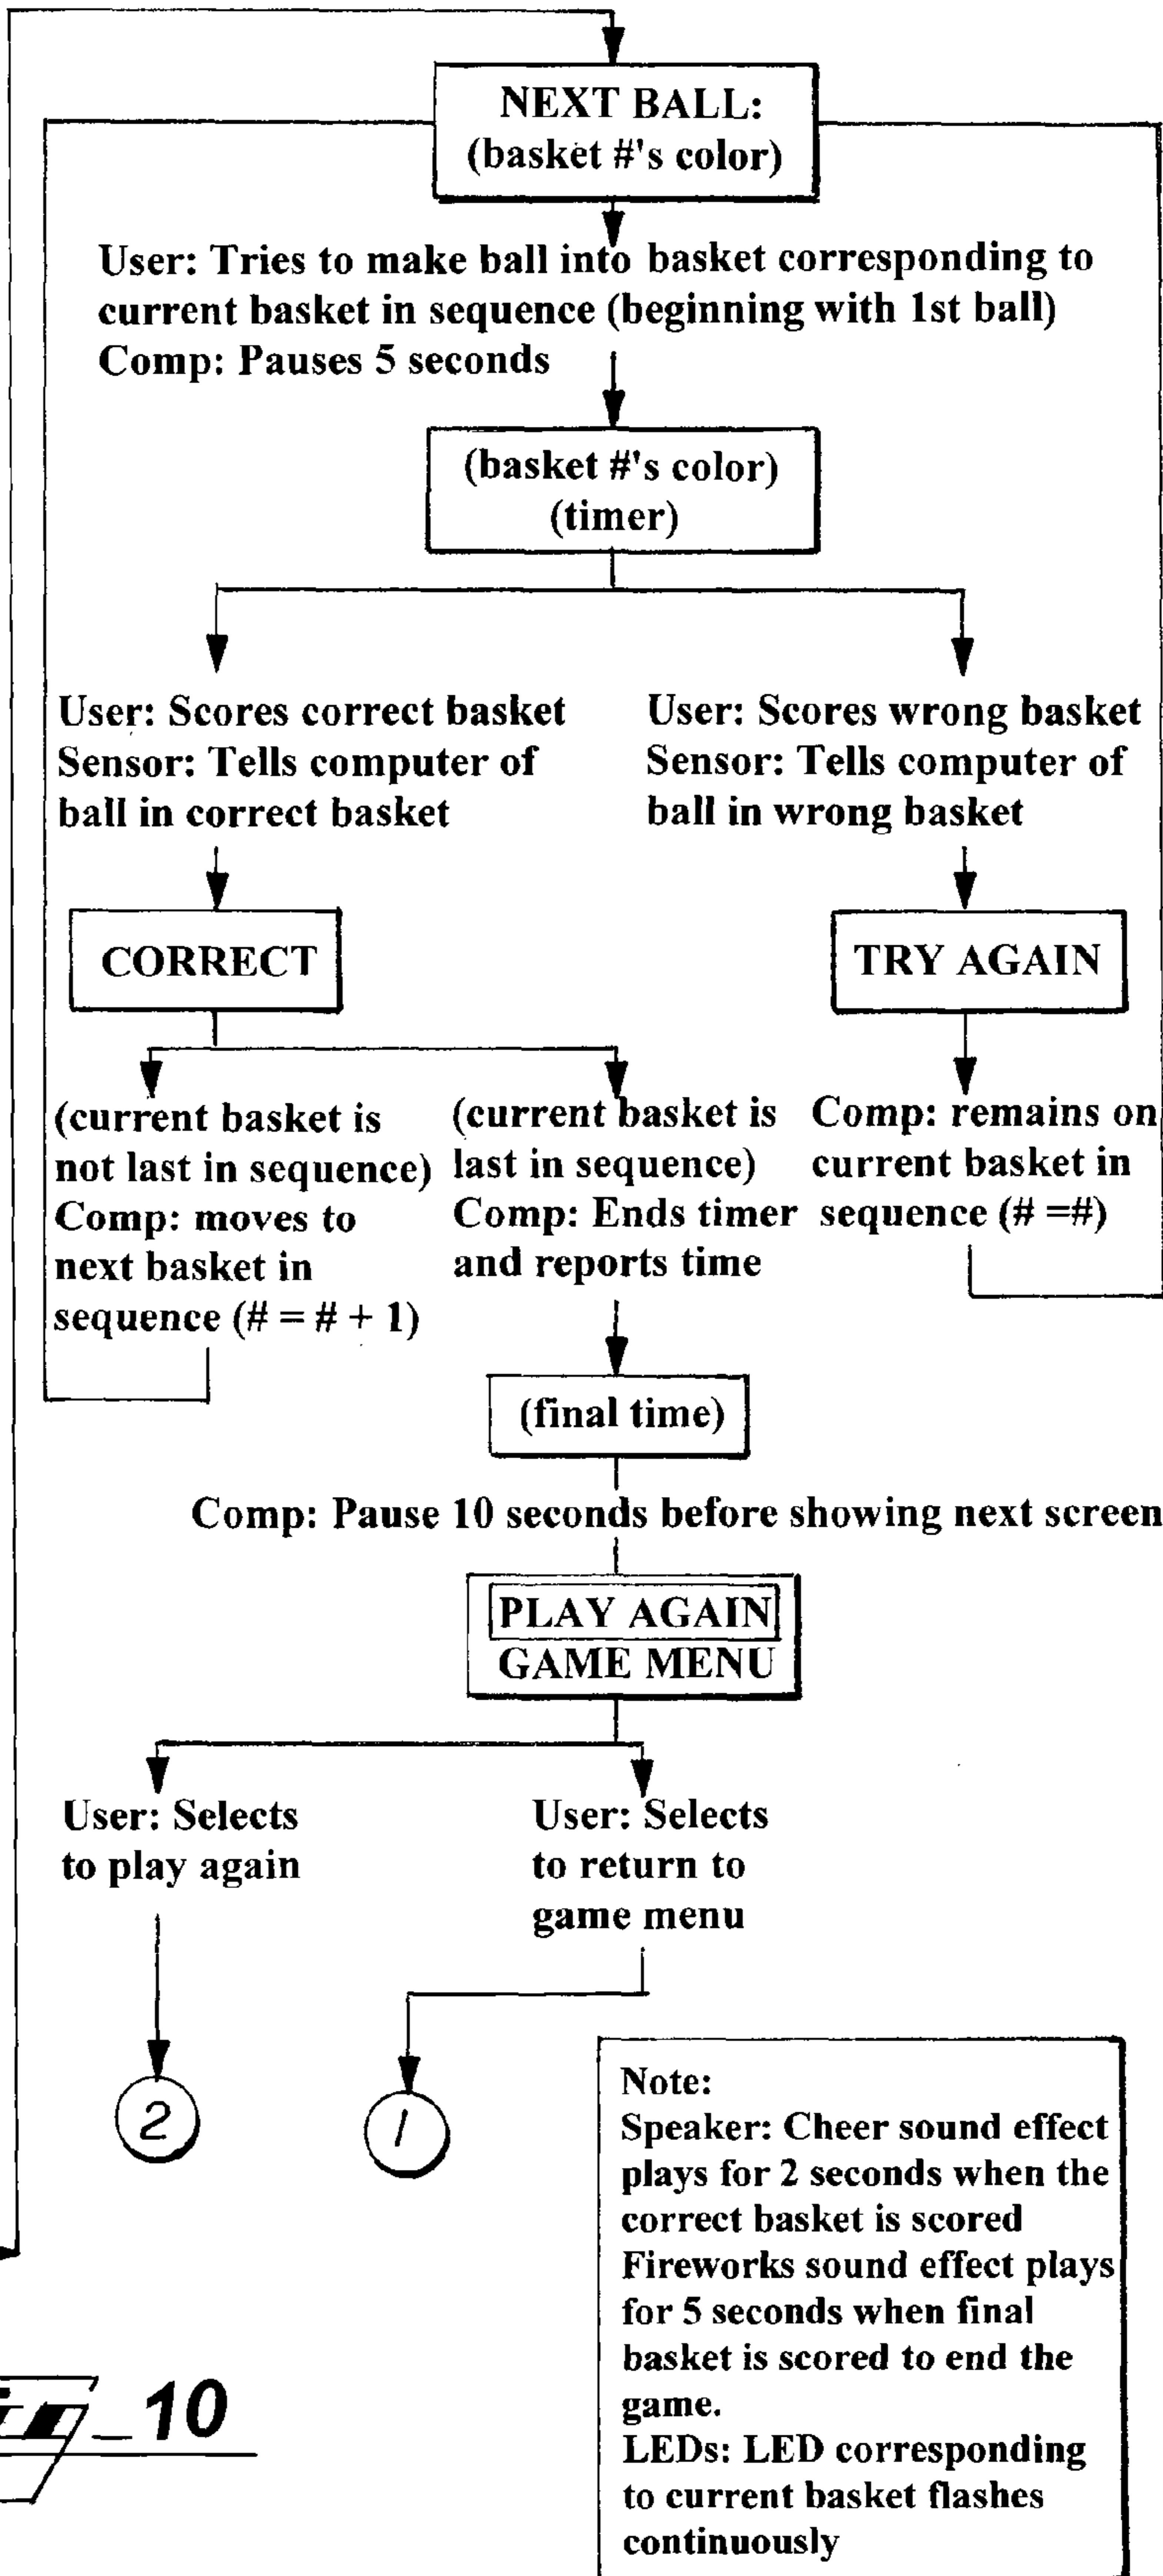 NEXT BALL:
(basket #'s color)
User: Tries to make ball into basket corresponding to
current basket in sequence (beginning with 1st ball)
Comp: Pauses 5 seconds
(basket #'s color)
(timer)
User: Scores correct basket
Sensor: Tells computer of
ball in correct basket
User: Scores wrong basket
Sensor: Tells computer of
ball in wrong basket
CORRECT
TRY AGAIN
(current basket is
not last in sequence)
Comp: moves to
next basket in
sequence (# = # + 1)
(current basket is
last in sequence)
Comp: Ends timer
and reports time
Comp: remains on
current basket in
sequence (# =#)
(final time)
Comp: Pause 10 seconds before showing next screen
PLAY AGAIN
GAME MENU
User: Selects
to play again
User: Selects
to return to
game menu
2
1
Note:
Speaker: Cheer sound effect
plays for 2 seconds when the
correct basket is scored
Fireworks sound effect plays
for 5 seconds when final
basket is scored to end the
game.
LEDs: LED corresponding
to current basket flashes
continuously
10